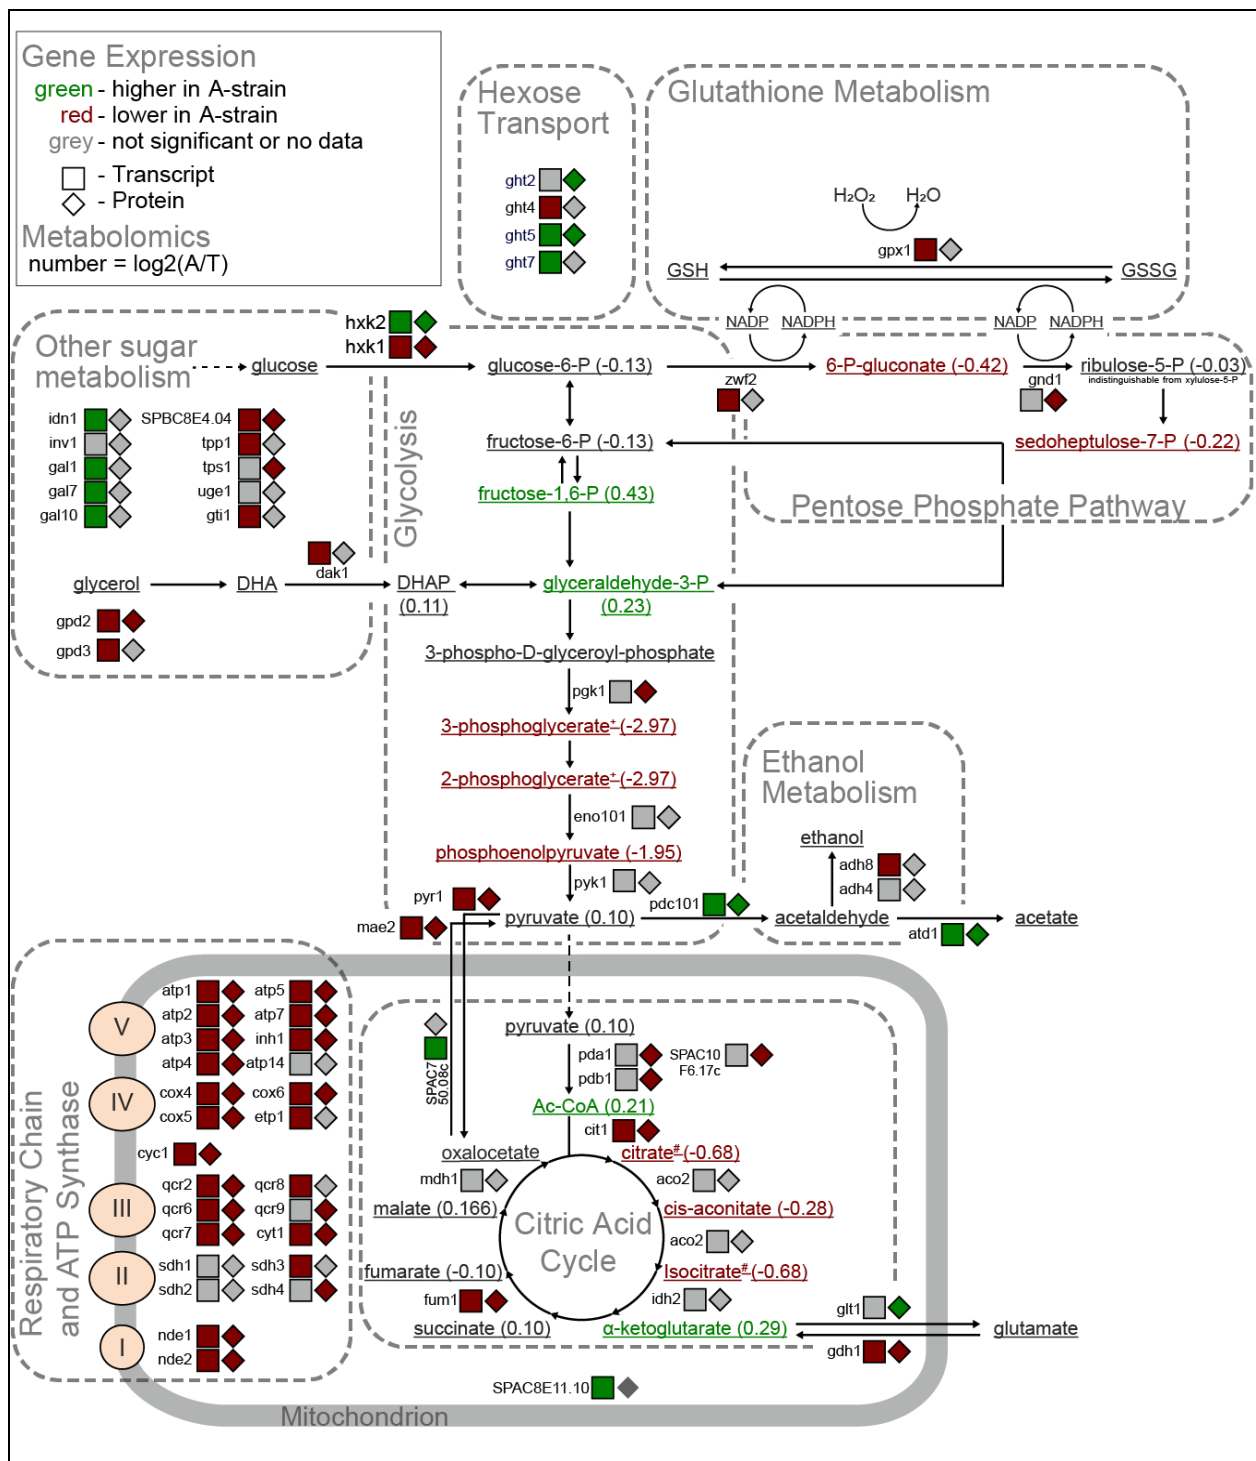 Gene Expression
green - higher in A-strain
red - lower in A-strain
grey - not significant or no data
- Transcript
- Protein
Metabolomics
number = log2(A/T)
Hexose
Transport
ght2
ght4
ght5
ght7
Glutathione Metabolism
H₂O₂
H₂O
gpx1
GSH
GSSG
NADP
NADPH
NADP
NADPH
Other sugar
metabolism
glucose
hxk2
hxk1
idn1
inv1
gal1
gal7
gal10
SPBC8E4.04
tpp1
tps1
uge1
gti1
glycerol
DHA
dak1
gpd2
gpd3
Glycolysis
glucose-6-P (-0.13)
fructose-6-P (-0.13)
fructose-1,6-P (0.43)
DHAP
(0.11)
glyceraldehyde-3-P
(0.23)
3-phospho-D-glyceroyl-phosphate
pgk1
3-phosphoglycerate⁺ (-2.97)
2-phosphoglycerate⁺ (-2.97)
eno101
phosphoenolpyruvate (-1.95)
pyk1
pyr1
mae2
pyruvate (0.10)
zwf2
6-P-gluconate (-0.42)
gnd1
ribulose-5-P (-0.03)
indistinguishable from xylulose-5-P
sedoheptulose-7-P (-0.22)
Pentose Phosphate Pathway
Ethanol
Metabolism
ethanol
adh8
adh4
pdc101
acetaldehyde
atd1
acetate
Respiratory Chain
and ATP Synthase
V
atp1
atp5
atp2
atp7
atp3
inh1
atp4
atp14
IV
cox4
cox6
cox5
etp1
cyc1
III
qcr2
qcr8
qcr6
qcr9
qcr7
cyt1
II
sdh1
sdh3
sdh2
sdh4
I
nde1
nde2
SPAC7
50.08c
pyruvate (0.10)
pda1
pdb1
SPAC10
F6.17c
Ac-CoA (0.21)
cit1
oxalocetate
citrate# (-0.68)
mdh1
aco2
malate (0.166)
cis-aconitate (-0.28)
Citric Acid
Cycle
aco2
fumarate (-0.10)
Isocitrate# (-0.68)
fum1
idh2
succinate (0.10)
α-ketoglutarate (0.29)
glt1
gdh1
glutamate
SPAC8E11.10
Mitochondrion